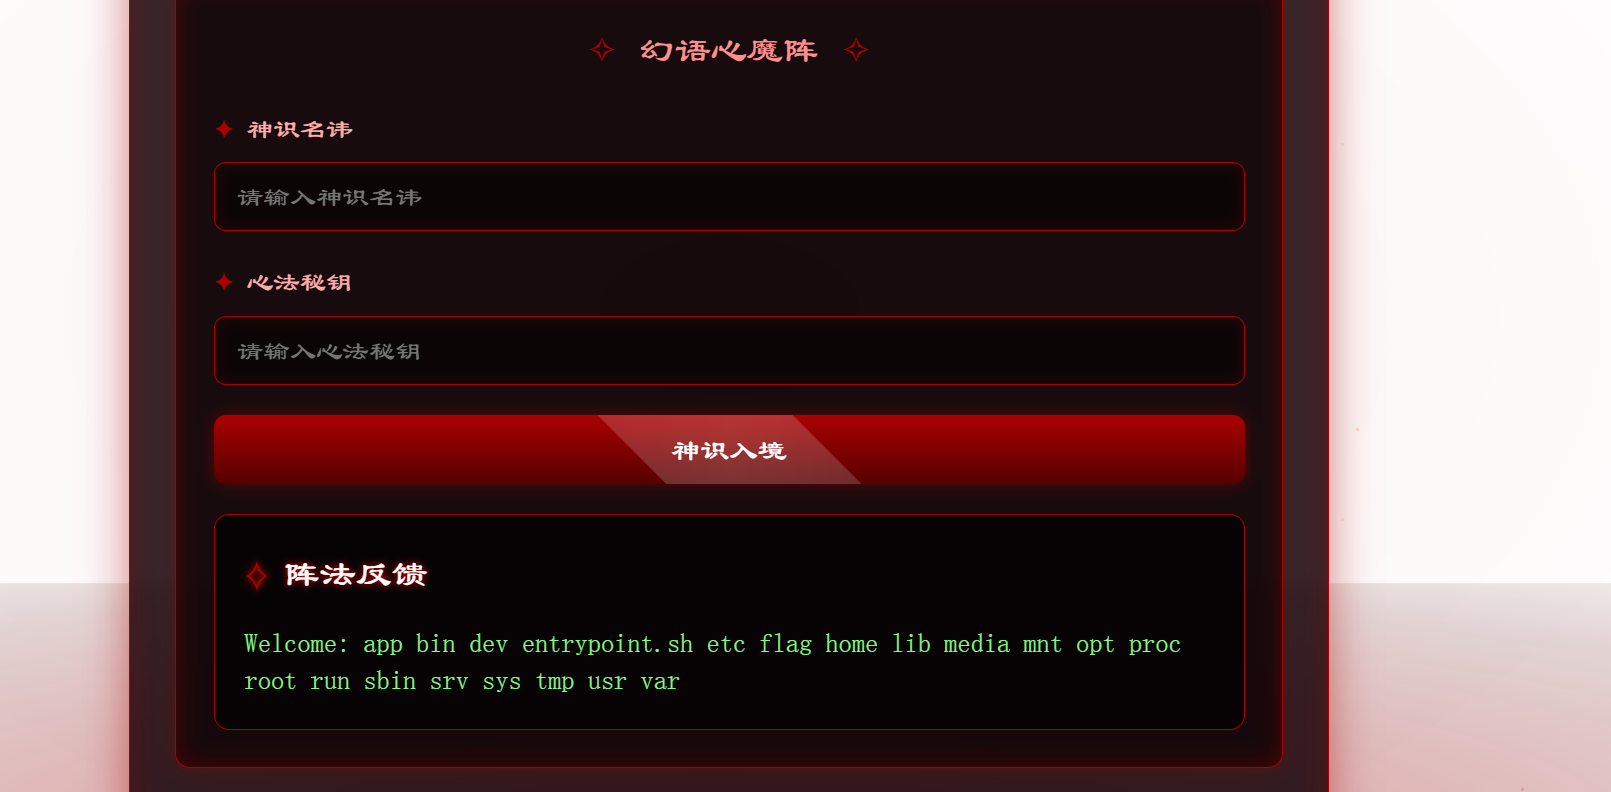 ✧ 幻语心魔阵 ✧
✦ 神识名讳
请输入神识名讳
✦ 心法秘钥
请输入心法秘钥
神识入境
✧ 阵法反馈
Welcome: app bin dev entrypoint.sh etc flag home lib media mnt opt proc
root run sbin srv sys tmp usr var